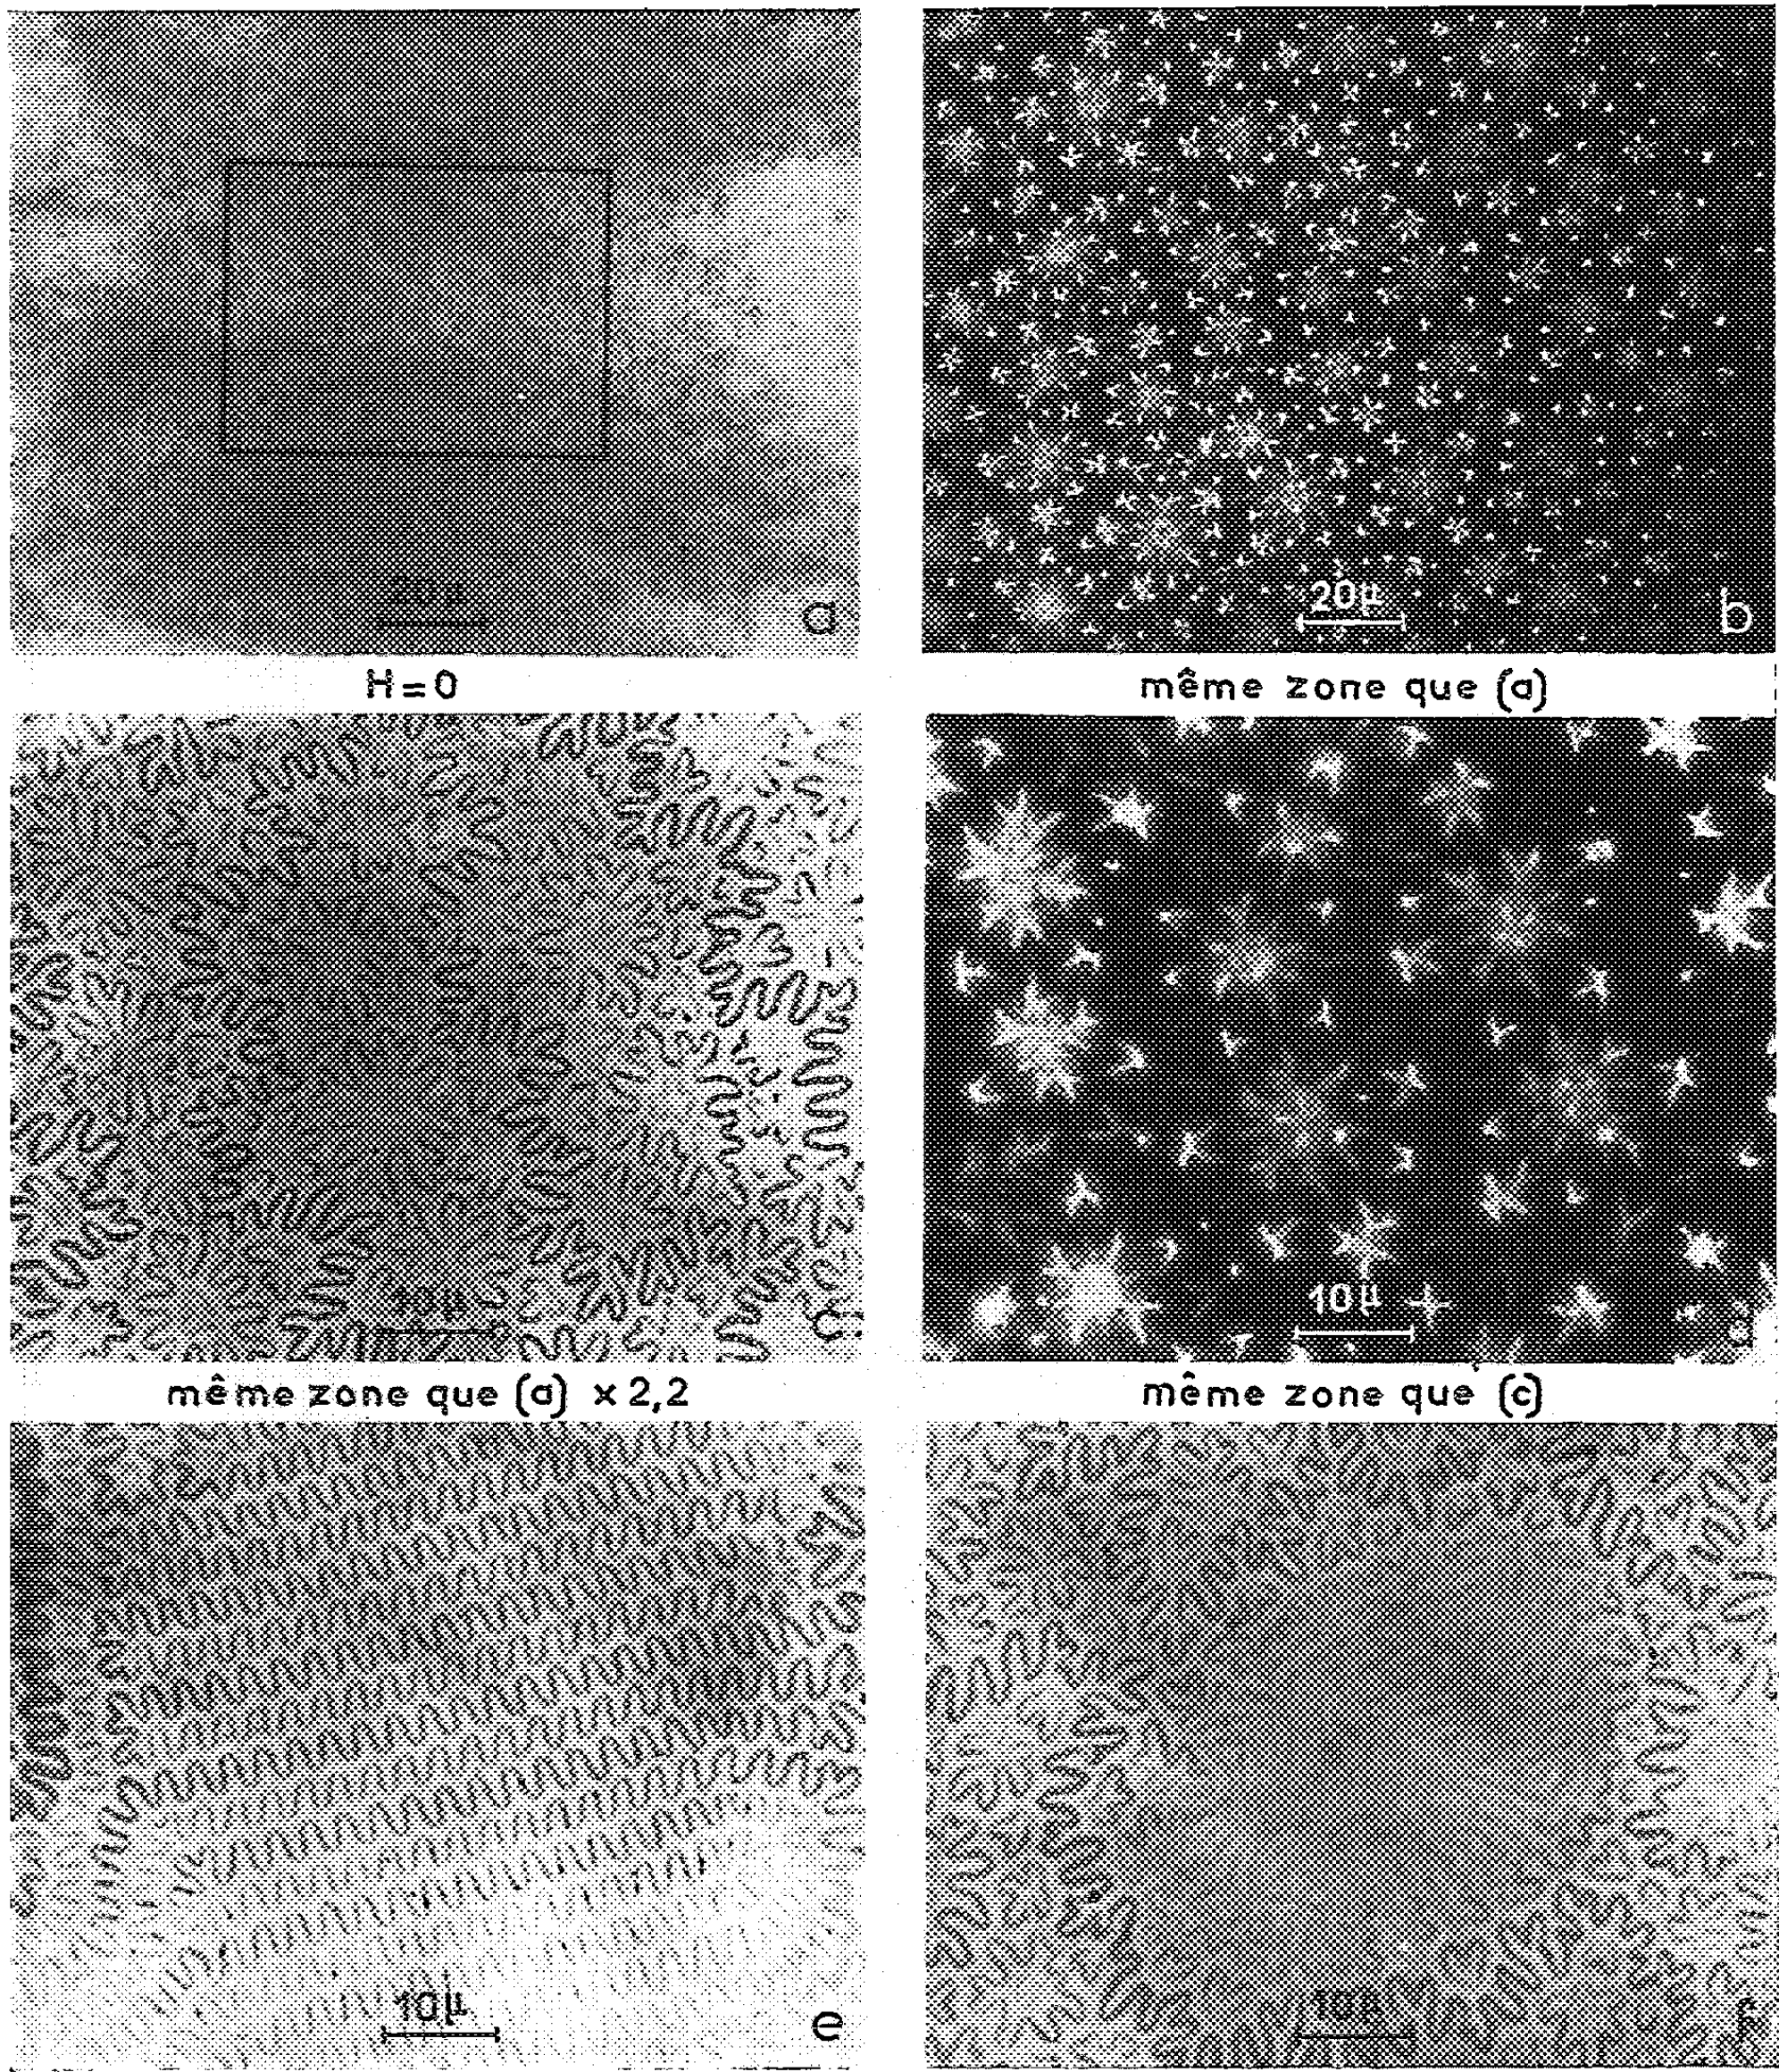 20μ
a
20μ
b
H=0
même zone que (a)
10μ
c
10μ
d
même zone que (a) x 2,2
même zone que (c)
10μ
e
10μ
f